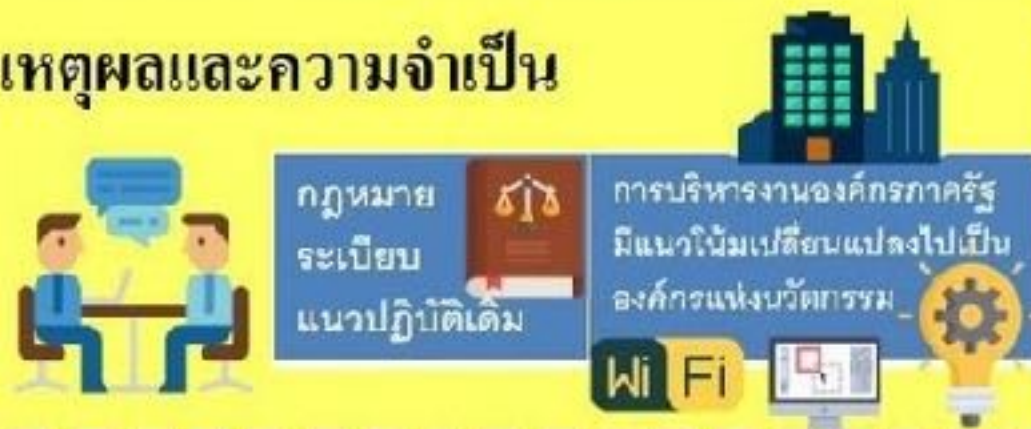 เหตุผลและความจำเป็น
กฎหมาย
ระเบียบ
แนวปฏิบัติเดิม
การบริหารงานองค์กรภาครัฐ
มีแนวโน้มเปลี่ยนแปลงไปเป็น
องค์กรแห่งนวัตกรรม
Wi Fi